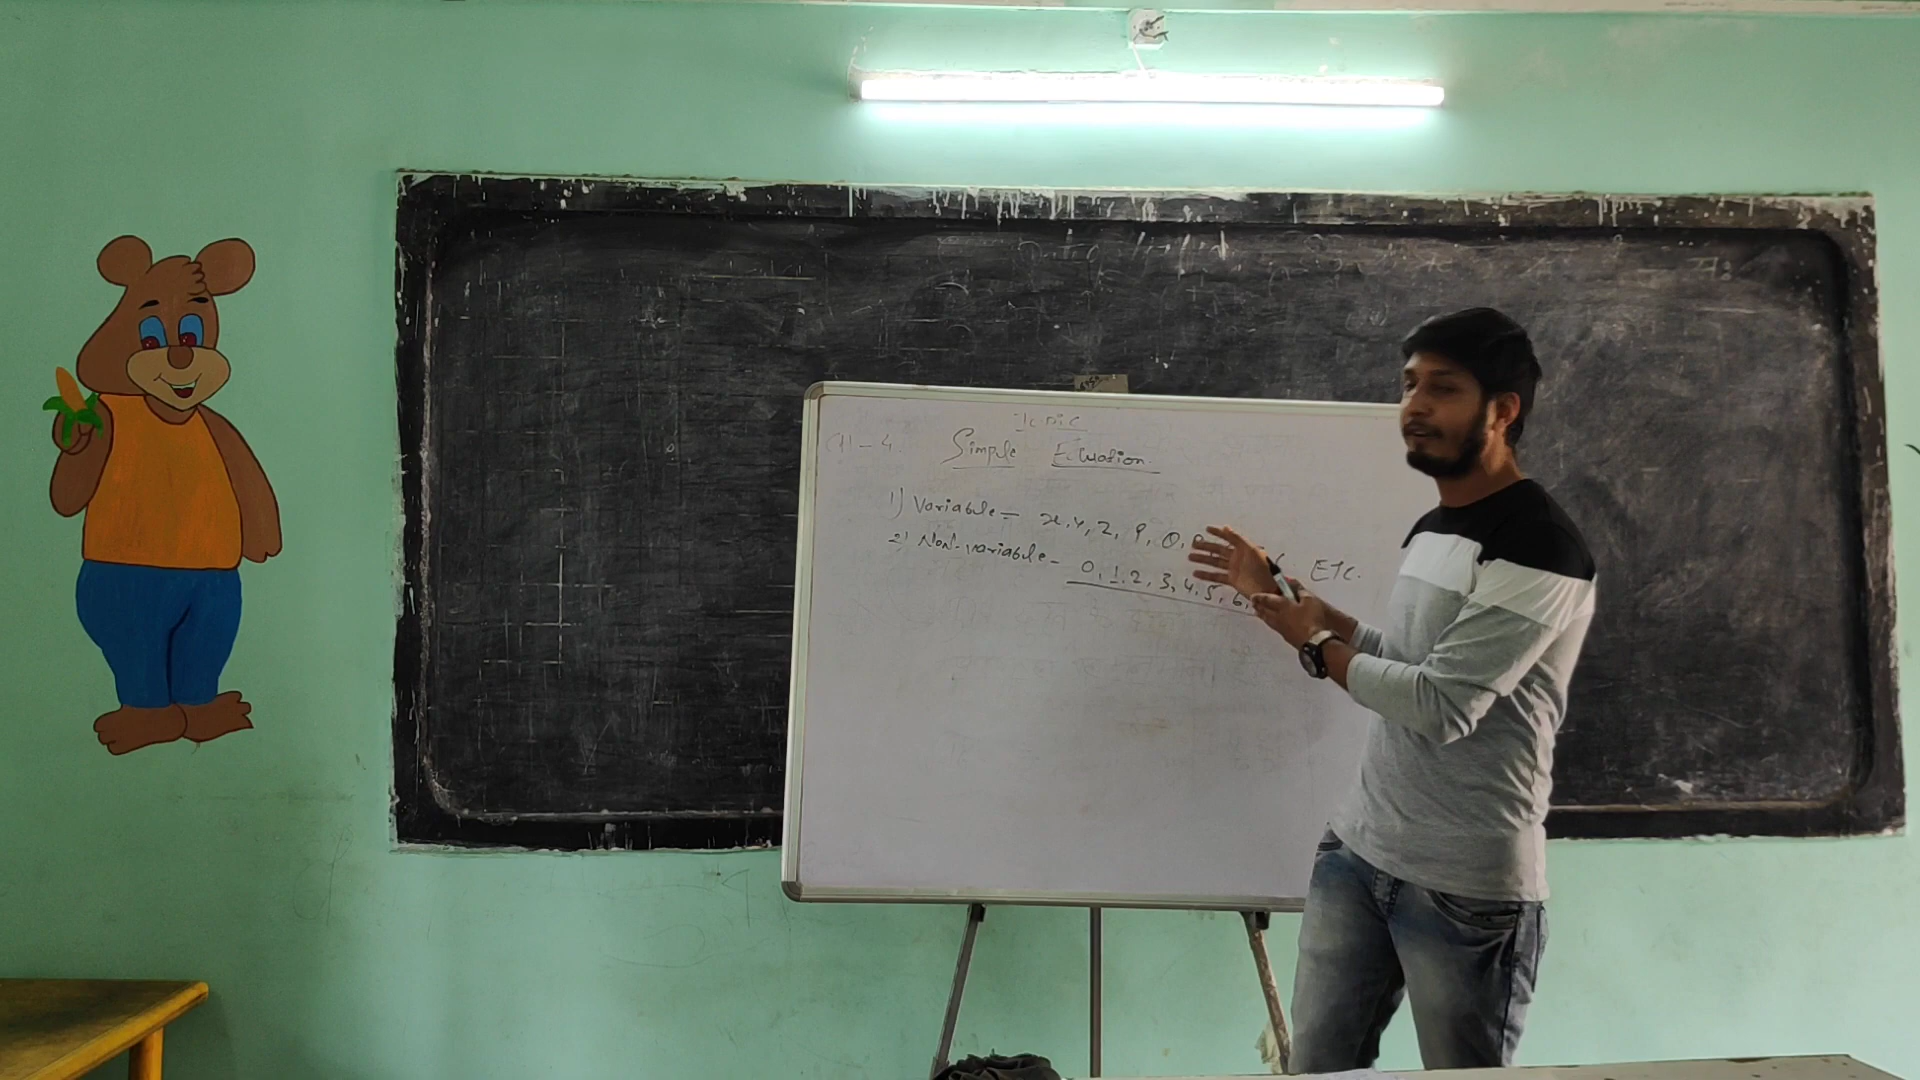 Topic
CH-4. Simple Equation.
1) Variable = x, y, z, P, Q,
2) Non-variable - 0, 1, 2, 3, 4, 5, 6, ETC.